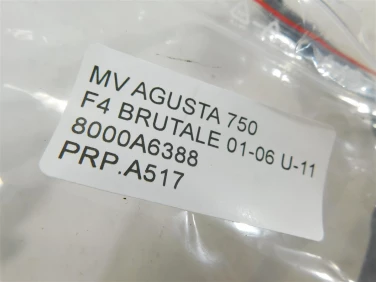 MV AGUSTA 750
F4 BRUTALE 01-06 U-11
8000A6388
PRP.A517